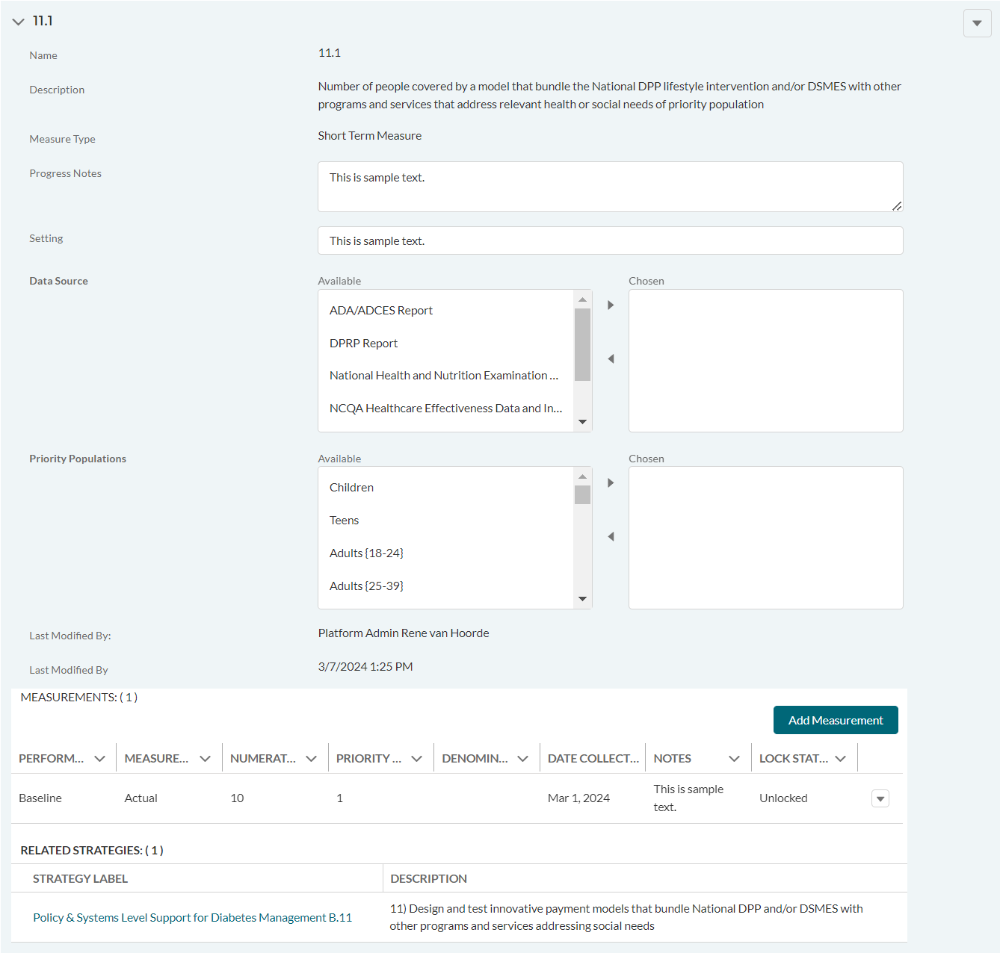 11.1
Name
11.1
Description
Number of people covered by a model that bundle the National DPP lifestyle intervention and/or DSMES with other
programs and services that address relevant health or social needs of priority population
Measure Type
Short Term Measure
Progress Notes
This is sample text.
Setting
This is sample text.
Data Source
Available
Chosen
ADA/ADCES Report
DPRP Report
National Health and Nutrition Examination ...
NCQA Healthcare Effectiveness Data and In...
Priority Populations
Available
Chosen
Children
Teens
Adults {18-24}
Adults {25-39}
Last Modified By:
Platform Admin Rene van Hoorde
Last Modified By
3/7/2024 1:25 PM
MEASUREMENTS: ( 1 )
Add Measurement
PERFORM... MEASURE... NUMERAT... PRIORITY ... DENOMIN... DATE COLLECT... NOTES LOCK STAT...
Baseline Actual 10 1 Mar 1, 2024 This is sample text. Unlocked
RELATED STRATEGIES: ( 1 )
STRATEGY LABEL DESCRIPTION
Policy & Systems Level Support for Diabetes Management B.11
11) Design and test innovative payment models that bundle National DPP and/or DSMES with
other programs and services addressing social needs